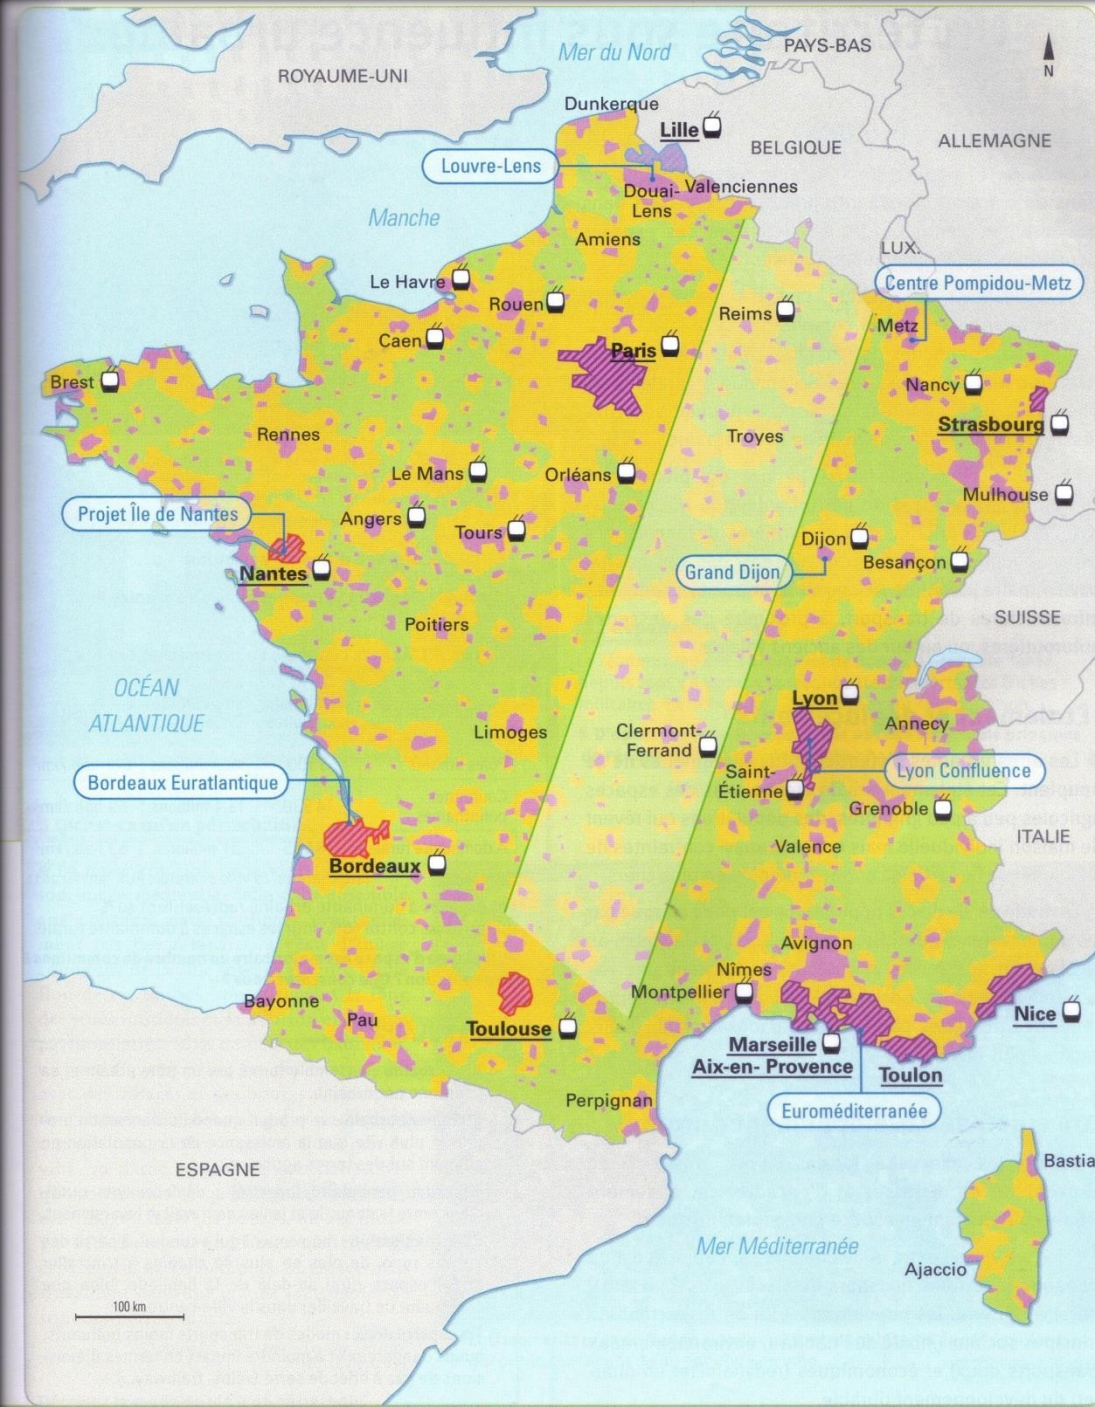 Mer du Nord
PAYS-BAS
ROYAUME-UNI
N
Dunkerque
Lille
BELGIQUE
ALLEMAGNE
Louvre-Lens
Douai-
Lens
Valenciennes
Manche
Amiens
LUX.
Centre Pompidou-Metz
Le Havre
Rouen
Reims
Metz
Caen
Paris
Brest
Nancy
Strasbourg
Rennes
Troyes
Le Mans
Orléans
Mulhouse
Projet Île de Nantes
Angers
Tours
Dijon
Besançon
Nantes
Grand Dijon
Poitiers
SUISSE
OCÉAN
ATLANTIQUE
Lyon
Limoges
Clermont-
Ferrand
Annecy
Bordeaux Euratlantique
Saint-
Étienne
Lyon Confluence
Grenoble
ITALIE
Bordeaux
Valence
Avignon
Nîmes
Montpellier
Bayonne
Pau
Toulouse
Nice
Marseille
Aix-en- Provence
Toulon
Perpignan
Euroméditerranée
ESPAGNE
Bastia
Mer Méditerranée
Ajaccio
100 km